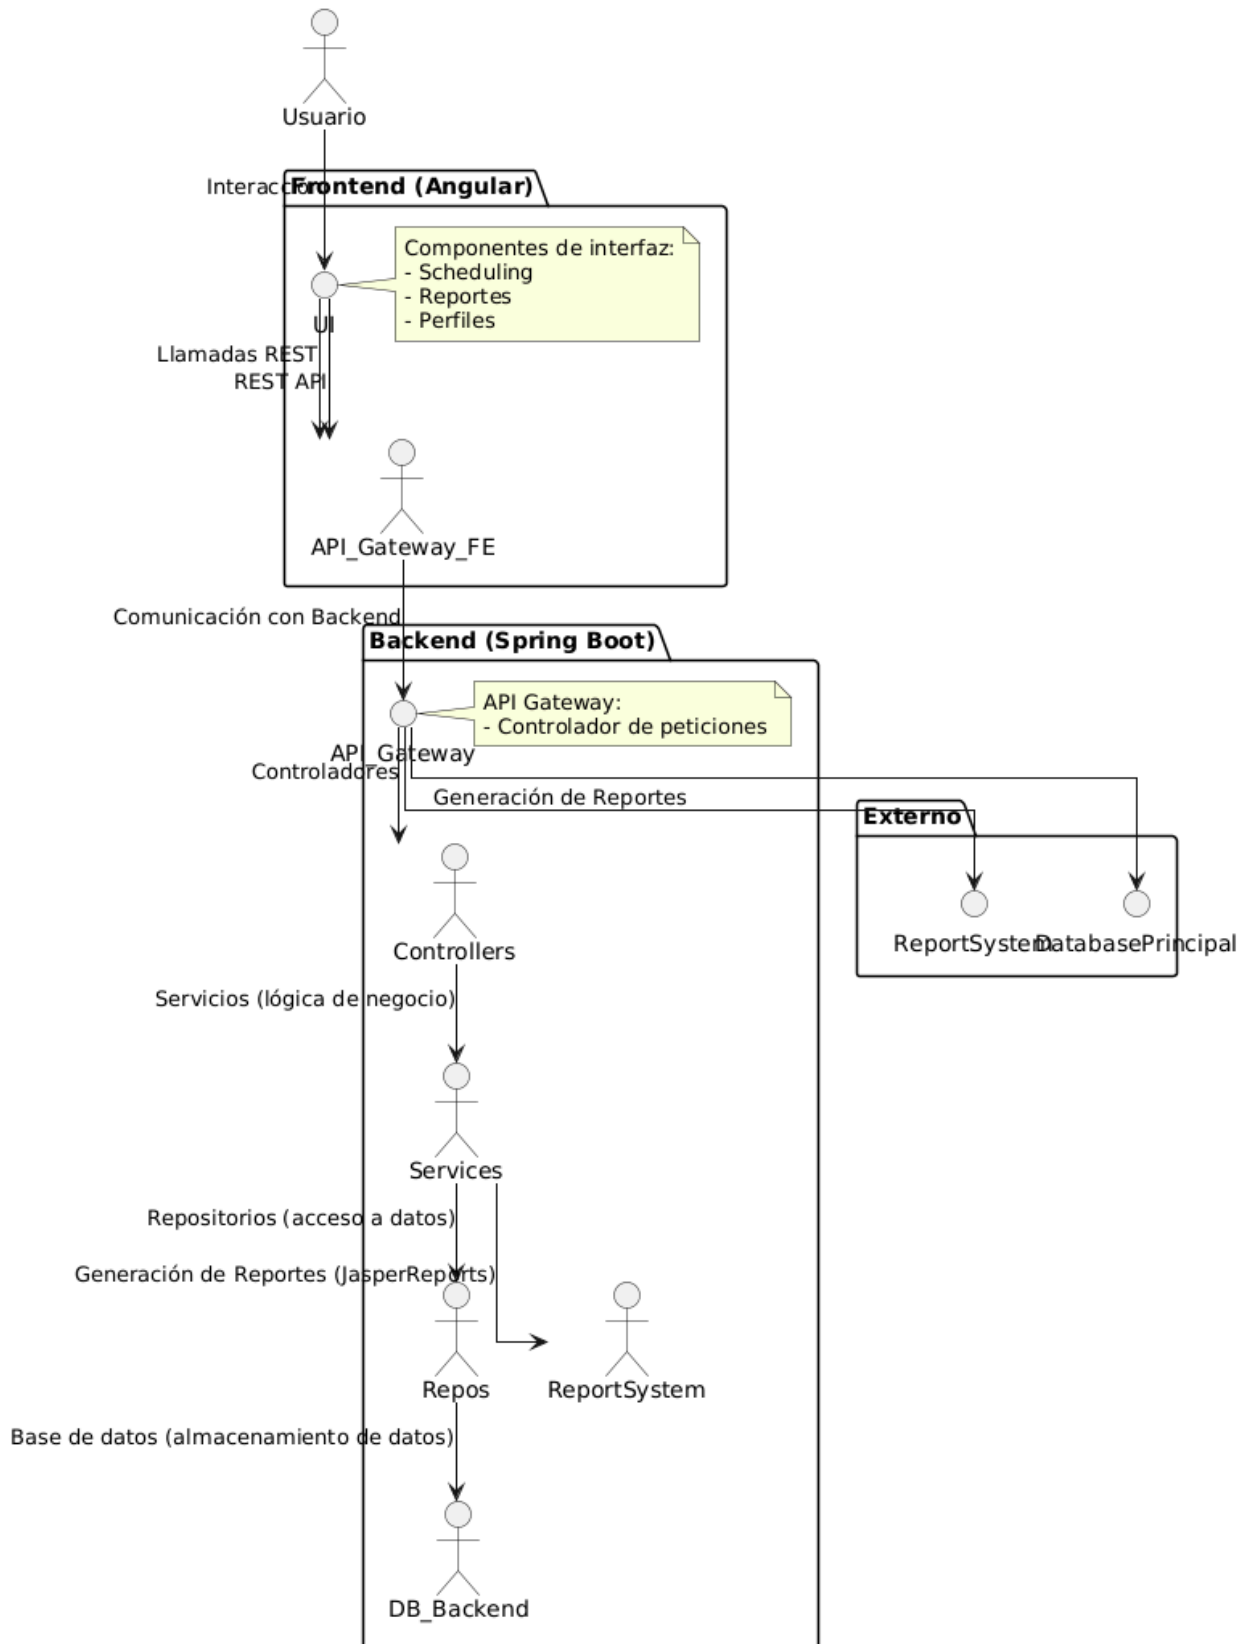 Usuario
Interacción
Frontend (Angular)
Componentes de interfaz:
- Scheduling
- Reportes
- Perfiles
UI
Llamadas REST
REST API
API_Gateway_FE
Comunicación con Backend
Backend (Spring Boot)
API Gateway:
- Controlador de peticiones
API_Gateway
Controladores
Generación de Reportes
Externo
ReportSystem
DatabasePrincipal
Controllers
Servicios (lógica de negocio)
Services
Repositorios (acceso a datos)
Generación de Reportes (JasperReports)
Repos
ReportSystem
Base de datos (almacenamiento de datos)
DB_Backend